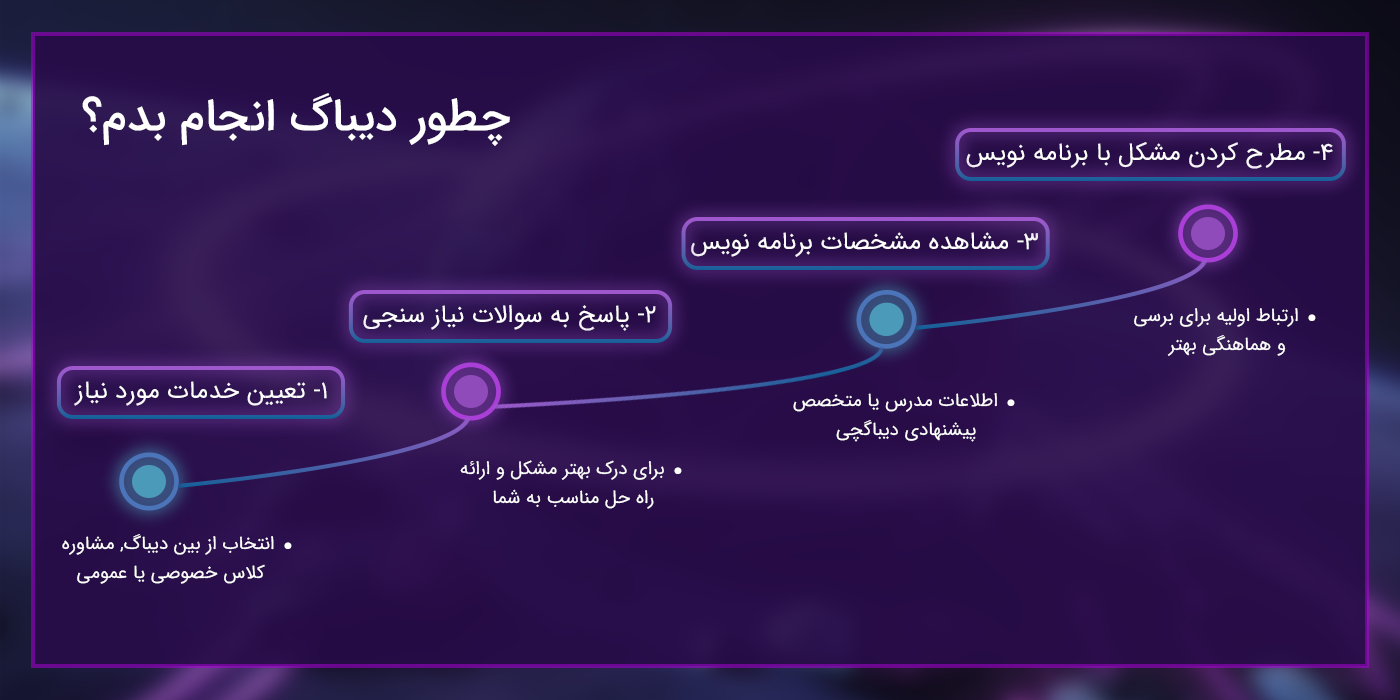 چطور دیباگ انجام بدم؟
۱- تعیین خدمات مورد نیاز
• انتخاب از بین دیباگ, مشاوره
کلاس خصوصی یا عمومی
۲- پاسخ به سوالات نیاز سنجی
• برای درک بهتر مشکل و ارائه
راه حل مناسب به شما
۳- مشاهده مشخصات برنامه نویس
• اطلاعات مدرس یا متخصص
پیشنهادی دیباگچی
۴- مطرح کردن مشکل با برنامه نویس
• ارتباط اولیه برای برسی
و هماهنگی بهتر